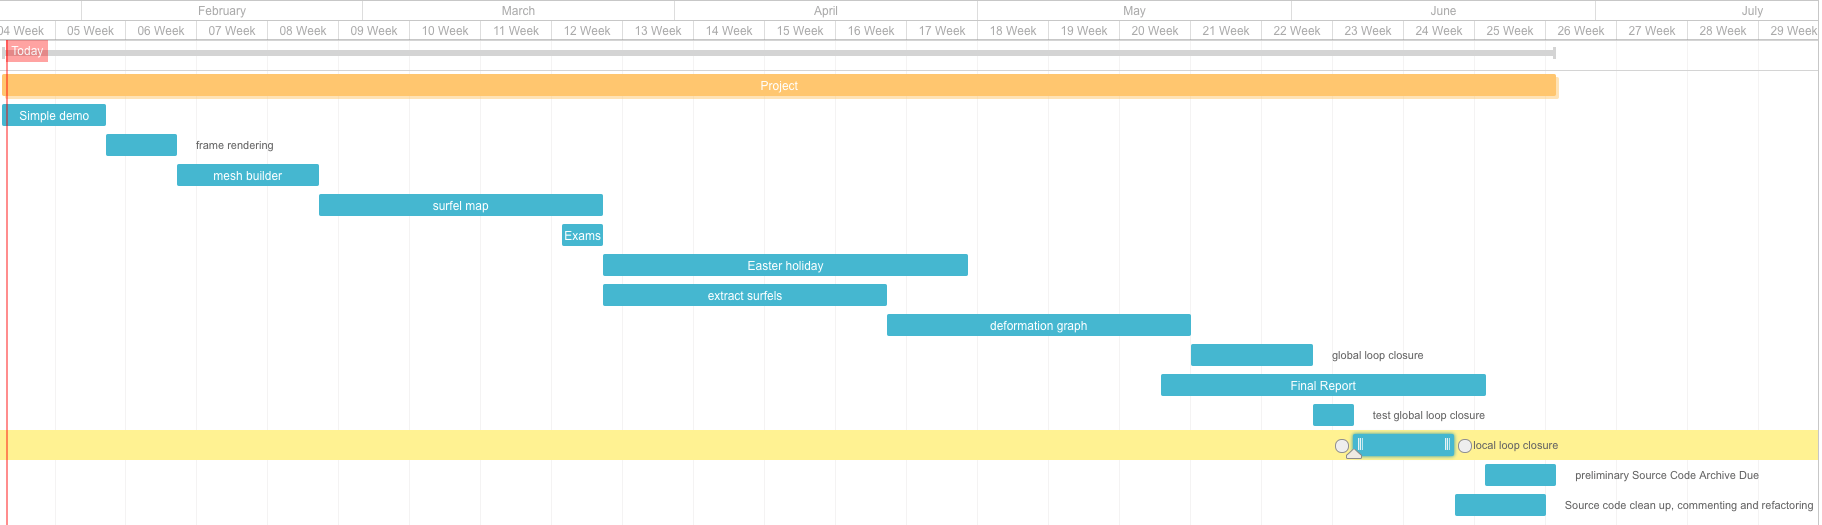 February March April May June July
04 Week 05 Week 06 Week 07 Week 08 Week 09 Week 10 Week 11 Week 12 Week 13 Week 14 Week 15 Week 16 Week 17 Week 18 Week 19 Week 20 Week 21 Week 22 Week 23 Week 24 Week 25 Week 26 Week 27 Week 28 Week 29 Week
Today
Project
Simple demo
frame rendering
mesh builder
surfel map
Exams
Easter holiday
extract surfels
deformation graph
global loop closure
Final Report
test global loop closure
local loop closure
preliminary Source Code Archive Due
Source code clean up, commenting and refactoring